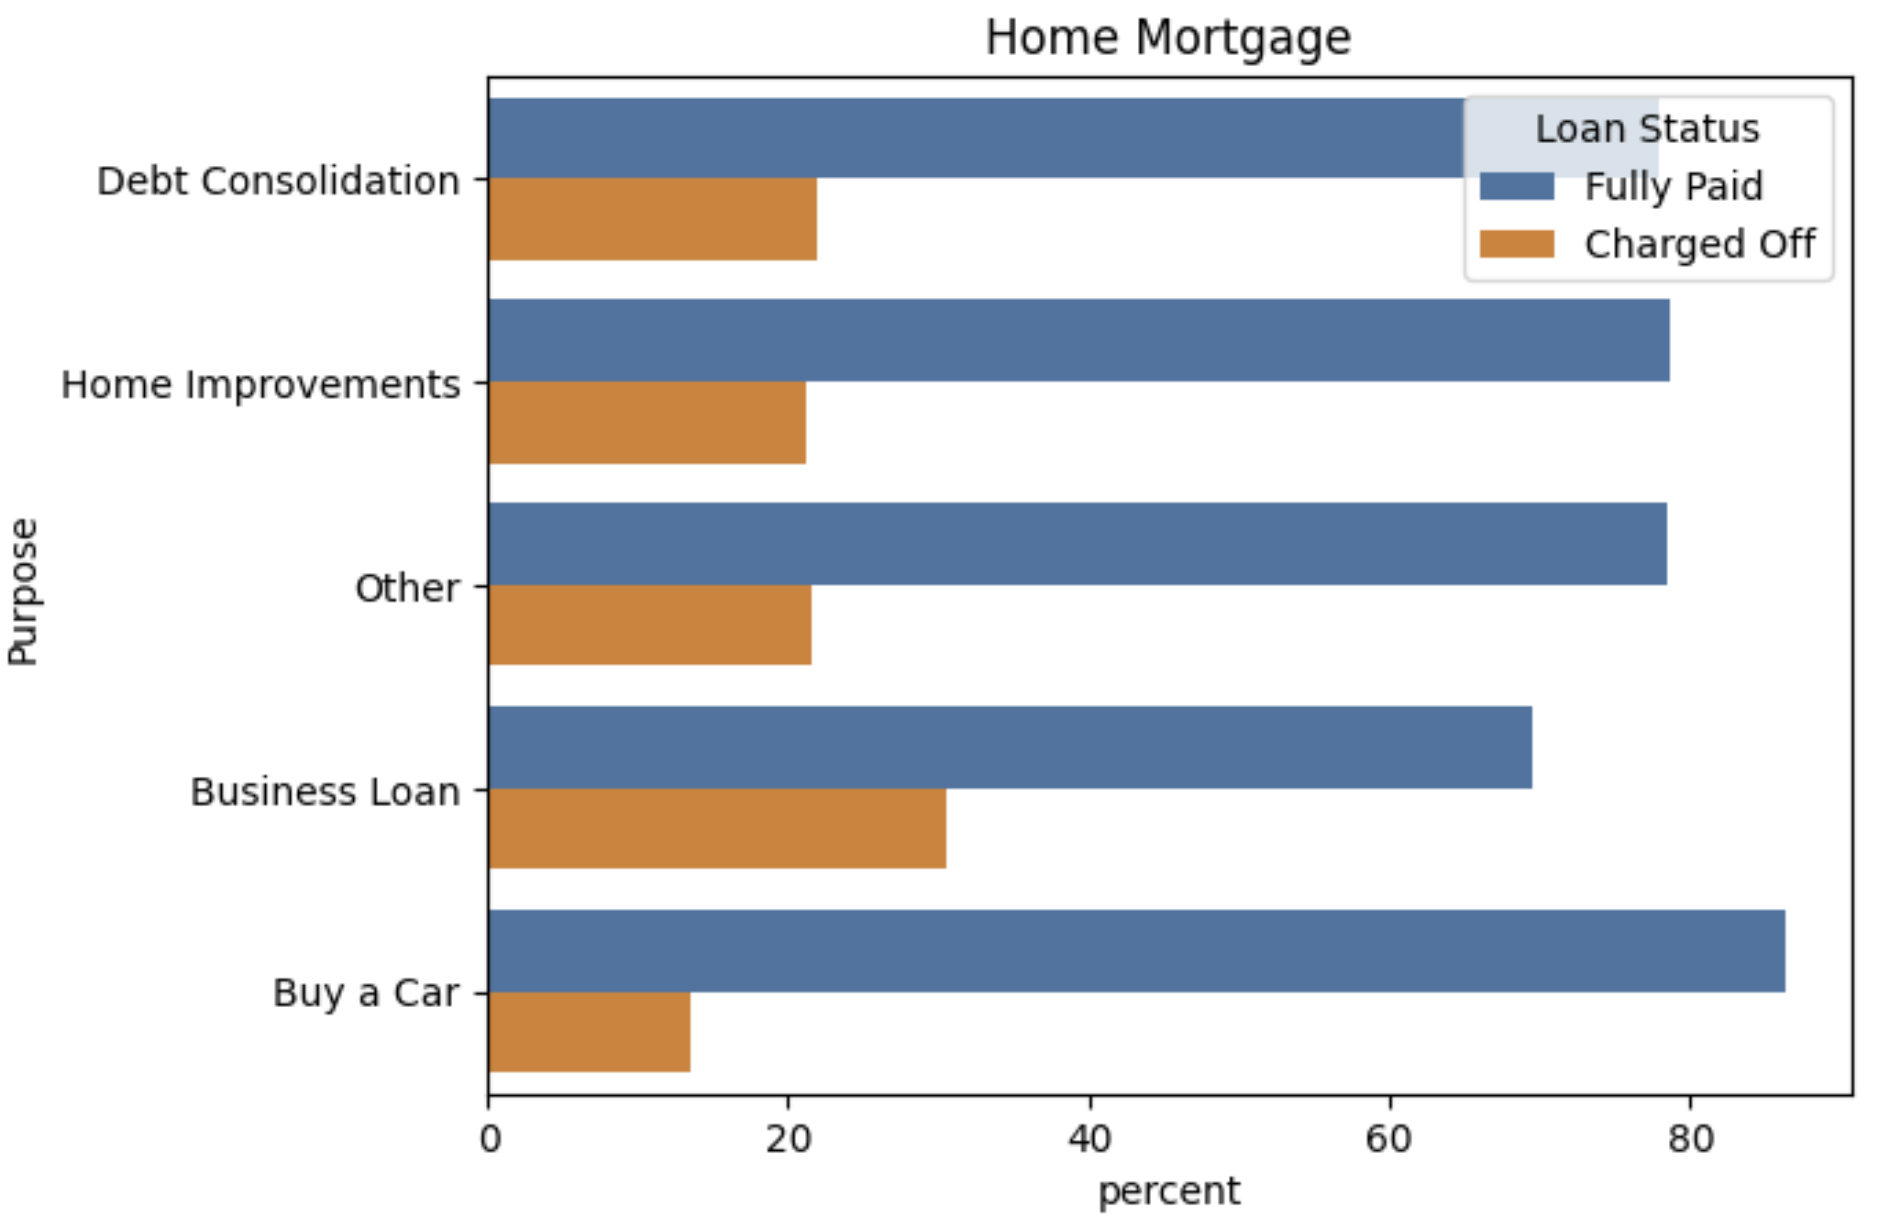 Home Mortgage
Loan Status
Fully Paid
Charged Off
Purpose
Debt Consolidation
Home Improvements
Other
Business Loan
Buy a Car
0 20 40 60 80
percent